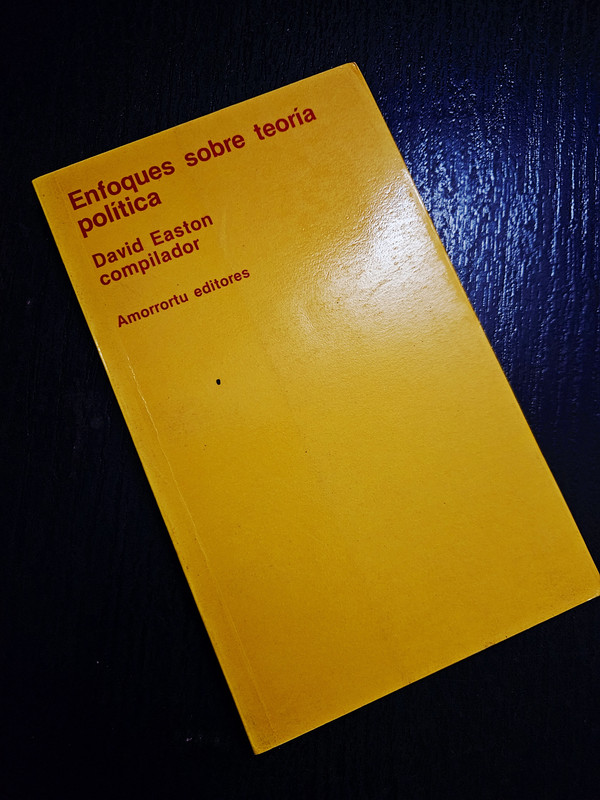 Enfoques sobre teoría
política
David Easton
compilador
Amorrortu editores